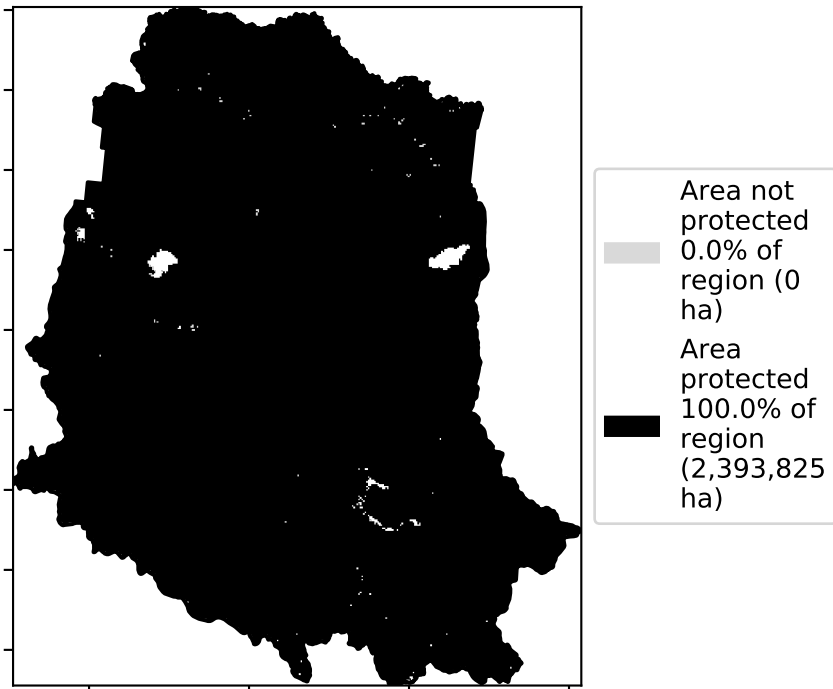 Area not
protected
0.0% of
region (0
ha)
Area
protected
100.0% of
region
(2,393,825
ha)